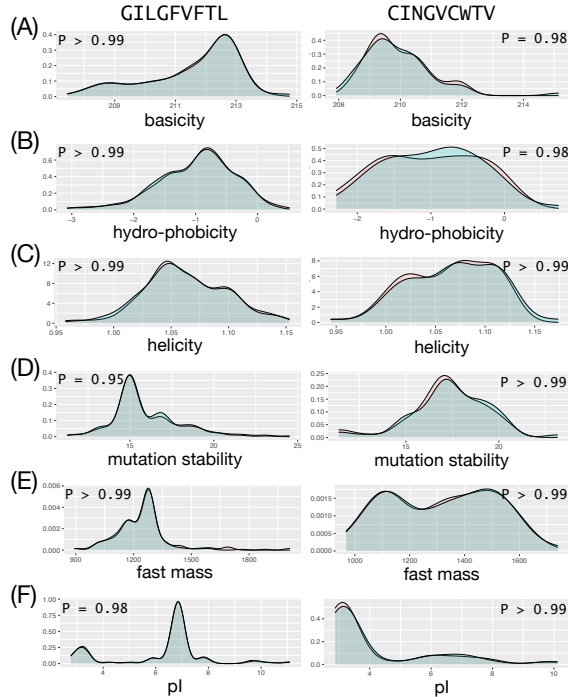 GILGFVFTL CINGVCWTV
(A)
P > 0.99 P = 0.98
0.4 0.3 0.2 0.1 0.0
0.4 0.3 0.2 0.1 0.0
209 211 213 215
208 210 212 214
basicity basicity
(B)
P > 0.99 P = 0.98
0.6 0.4 0.2 0.0
0.5 0.4 0.3 0.2 0.1 0.0
−3 −2 −1 0
−2 −1 0
hydro-phobicity hydro-phobicity
(C)
P > 0.99 P > 0.99
12 8 4 0
8 6 4 2 0
0.95 1.00 1.05 1.10 1.15
0.95 1.00 1.05 1.10 1.15
helicity helicity
(D)
P = 0.95 P > 0.99
0.4 0.3 0.2 0.1 0.0
0.25 0.20 0.15 0.10 0.05 0.00
15 20 25
15 20
mutation stability mutation stability
(E)
P > 0.99 P > 0.99
0.006 0.004 0.002 0.000
0.0015 0.0010 0.0005 0.0000
900 1200 1500 1800
1000 1200 1400 1600
fast mass fast mass
(F)
P = 0.98 P > 0.99
1.00 0.75 0.50 0.25 0.00
0.4 0.2 0.0
4 6 8 10
4 6 8 10
pI pI